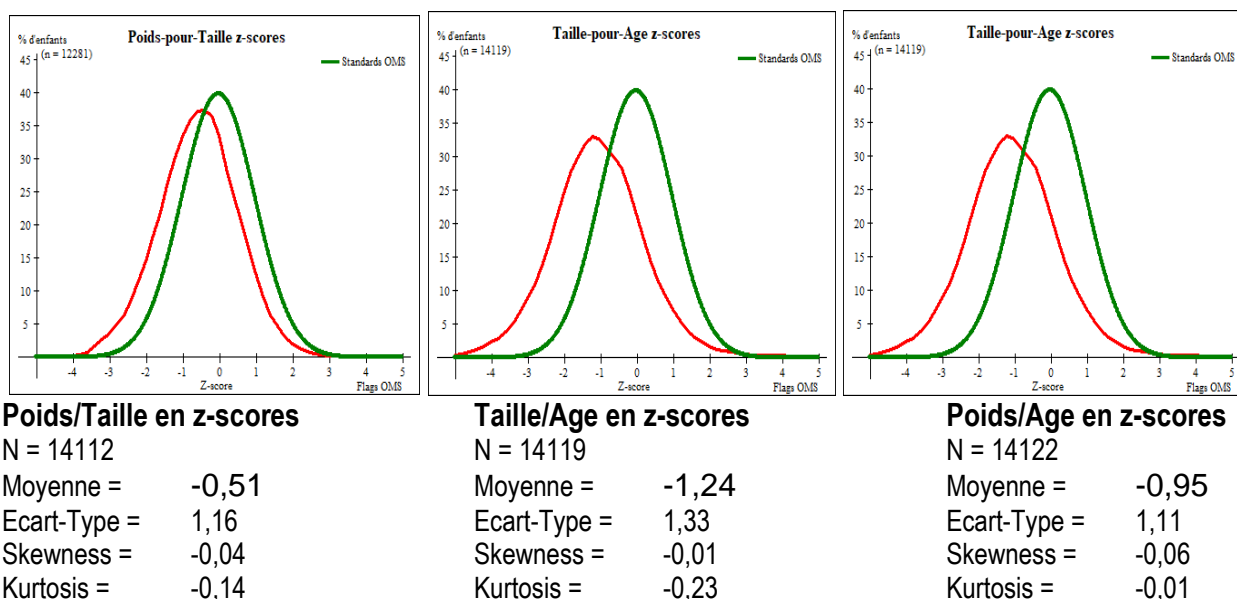 % d'enfants
(n = 12281)
Poids-pour-Taille z-scores
Standards OMS
45
40
35
30
25
20
15
10
5
-4 -3 -2 -1 0 1 2 3 4 5
Z-score
Flags OMS
% d'enfants
(n = 14119)
Taille-pour-Age z-scores
Standards OMS
45
40
35
30
25
20
15
10
5
-4 -3 -2 -1 0 1 2 3 4 5
Z-score
Flags OMS
% d'enfants
(n = 14119)
Taille-pour-Age z-scores
Standards OMS
45
40
35
30
25
20
15
10
5
-4 -3 -2 -1 0 1 2 3 4 5
Z-score
Flags OMS
Poids/Taille en z-scores
N = 14112
Moyenne = -0,51
Ecart-Type = 1,16
Skewness = -0,04
Kurtosis = -0,14
Taille/Age en z-scores
N = 14119
Moyenne = -1,24
Ecart-Type = 1,33
Skewness = -0,01
Kurtosis = -0,23
Poids/Age en z-scores
N = 14122
Moyenne = -0,95
Ecart-Type = 1,11
Skewness = -0,06
Kurtosis = -0,01